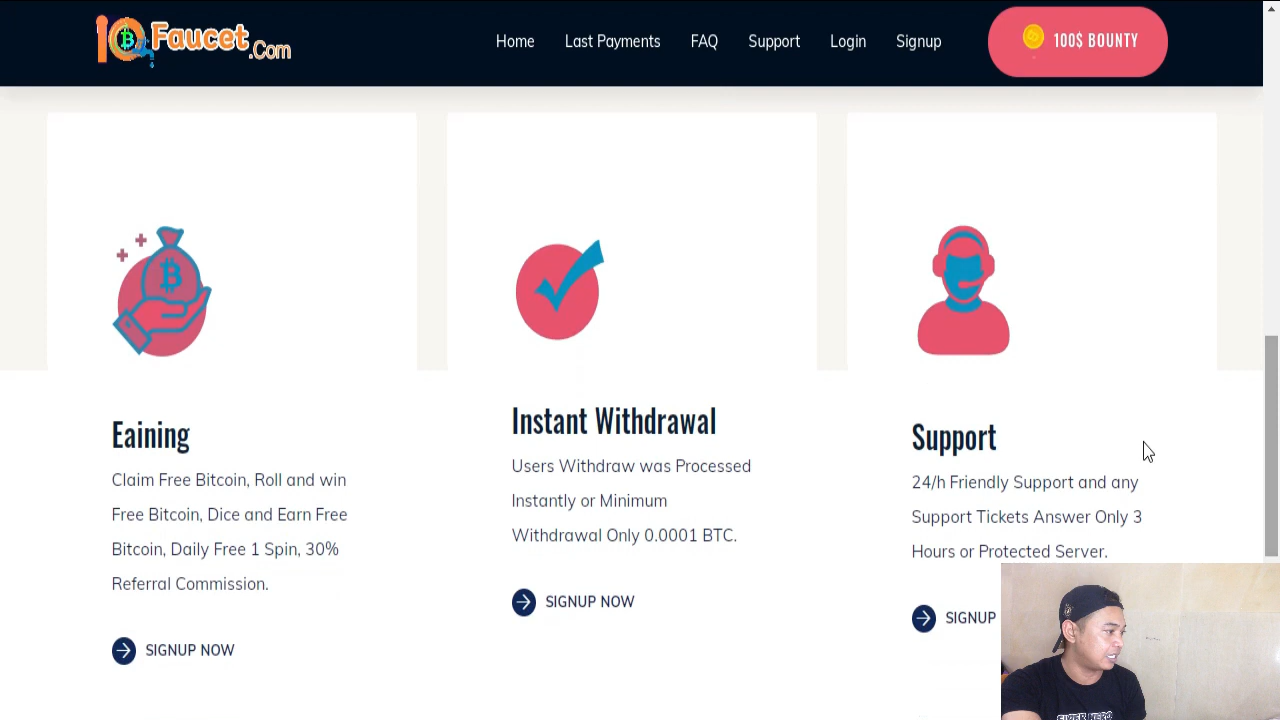 10 Faucet.Com
Home
Last Payments
FAQ
Support
Login
Signup
100$ BOUNTY
Eaining
Claim Free Bitcoin, Roll and win
Free Bitcoin, Dice and Earn Free
Bitcoin, Daily Free 1 Spin, 30%
Referral Commission.
SIGNUP NOW
Instant Withdrawal
Users Withdraw was Processed
Instantly or Minimum
Withdrawal Only 0.0001 BTC.
SIGNUP NOW
Support
24/h Friendly Support and any
Support Tickets Answer Only 3
Hours or Protected Server.
SIGNUP